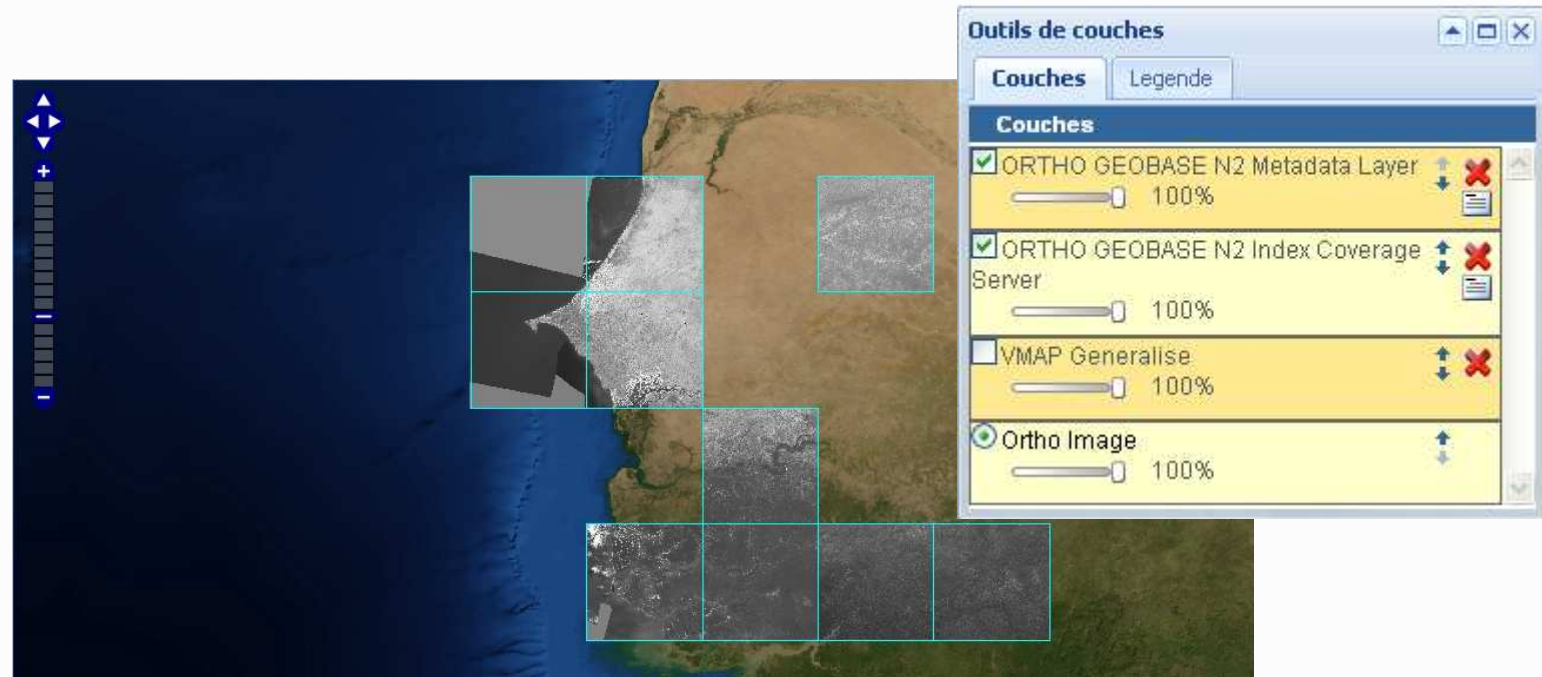 Outils de couches
Couches Legende
Couches
ORTHO GEOBASE N2 Metadata Layer
100%
ORTHO GEOBASE N2 Index Coverage
Server
100%
VMAP Generalise
100%
Ortho Image
100%